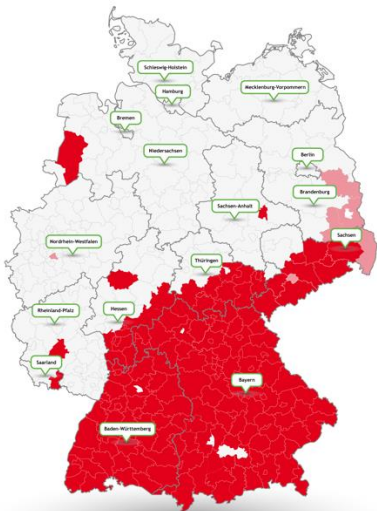 Schleswig-Holstein
Hamburg
Mecklenburg-Vorpommern
Bremen
Niedersachsen
Berlin
Brandenburg
Sachsen-Anhalt
Sachsen
Nordrhein-Westfalen
Thüringen
Hessen
Rheinland-Pfalz
Saarland
Bayern
Baden-Württemberg